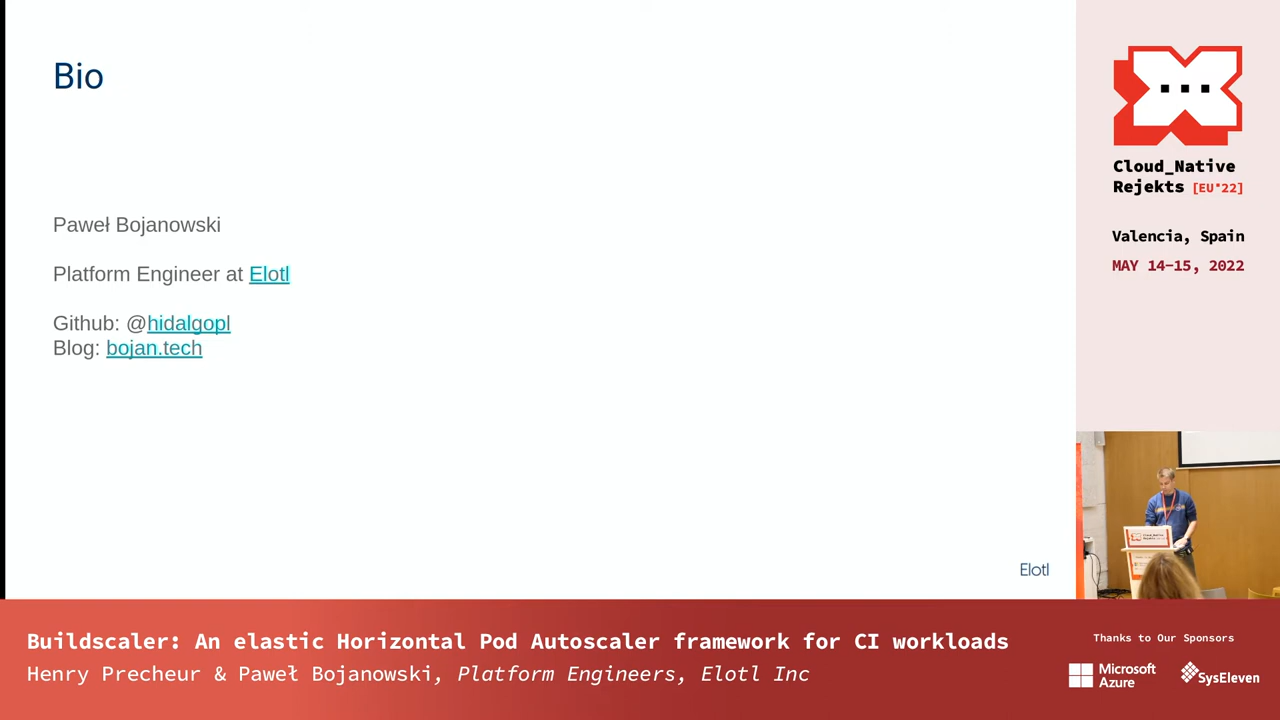 Bio
Paweł Bojanowski
Platform Engineer at Elotl
Github: @hidalgopl
Blog: bojan.tech
Elotl
Cloud_Native
Rejekts [EU*22]
Valencia, Spain
MAY 14-15, 2022
Cloud_Native
Rejekts
Buildscaler: An elastic Horizontal Pod Autoscaler framework for CI workloads
Henry Precheur & Paweł Bojanowski, Platform Engineers, Elotl Inc
Thanks to Our Sponsors
Microsoft
Azure
SysEleven